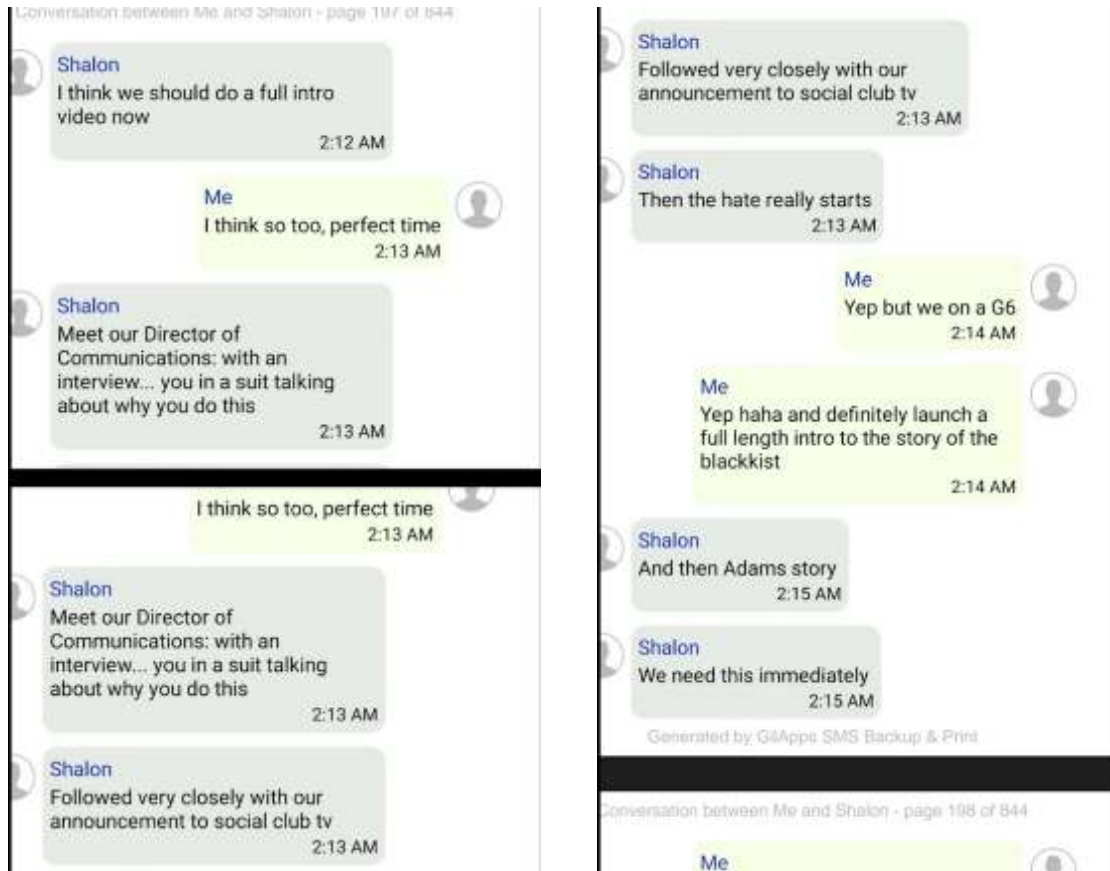 Conversation between Me and Shalon - page 197 of 844
Shalon
I think we should do a full intro
video now
2:12 AM
Me
I think so too, perfect time
2:13 AM
Shalon
Meet our Director of
Communications: with an
interview... you in a suit talking
about why you do this
2:13 AM
I think so too, perfect time
2:13 AM
Shalon
Meet our Director of
Communications: with an
interview... you in a suit talking
about why you do this
2:13 AM
Shalon
Followed very closely with our
announcement to social club tv
2:13 AM
Shalon
Followed very closely with our
announcement to social club tv
2:13 AM
Shalon
Then the hate really starts
2:13 AM
Me
Yep but we on a G6
2:14 AM
Me
Yep haha and definitely launch a
full length intro to the story of the
blackkist
2:14 AM
Shalon
And then Adams story
2:15 AM
Shalon
We need this immediately
2:15 AM
Generated by GilApps SMS Backup & Print
Conversation between Me and Shalon - page 198 of 844
Me